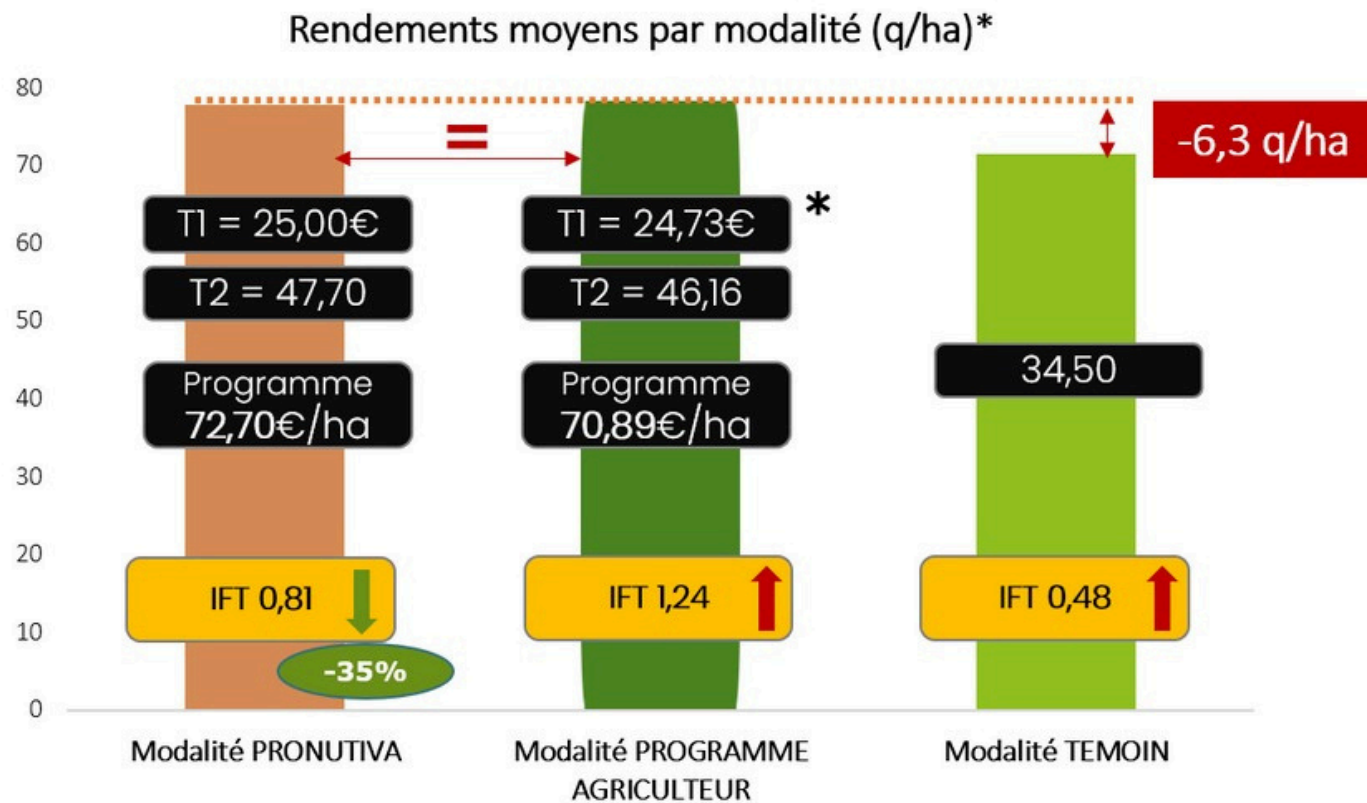 Rendements moyens par modalité (q/ha)*
80
70
60
50
40
30
20
10
0
=
-6,3 q/ha
T1 = 25,00€
T2 = 47,70
Programme
72,70€/ha
IFT 0,81
-35%
T1 = 24,73€
*
T2 = 46,16
Programme
70,89€/ha
IFT 1,24
34,50
IFT 0,48
Modalité PRONUTIVA
Modalité PROGRAMME
AGRICULTEUR
Modalité TEMOIN